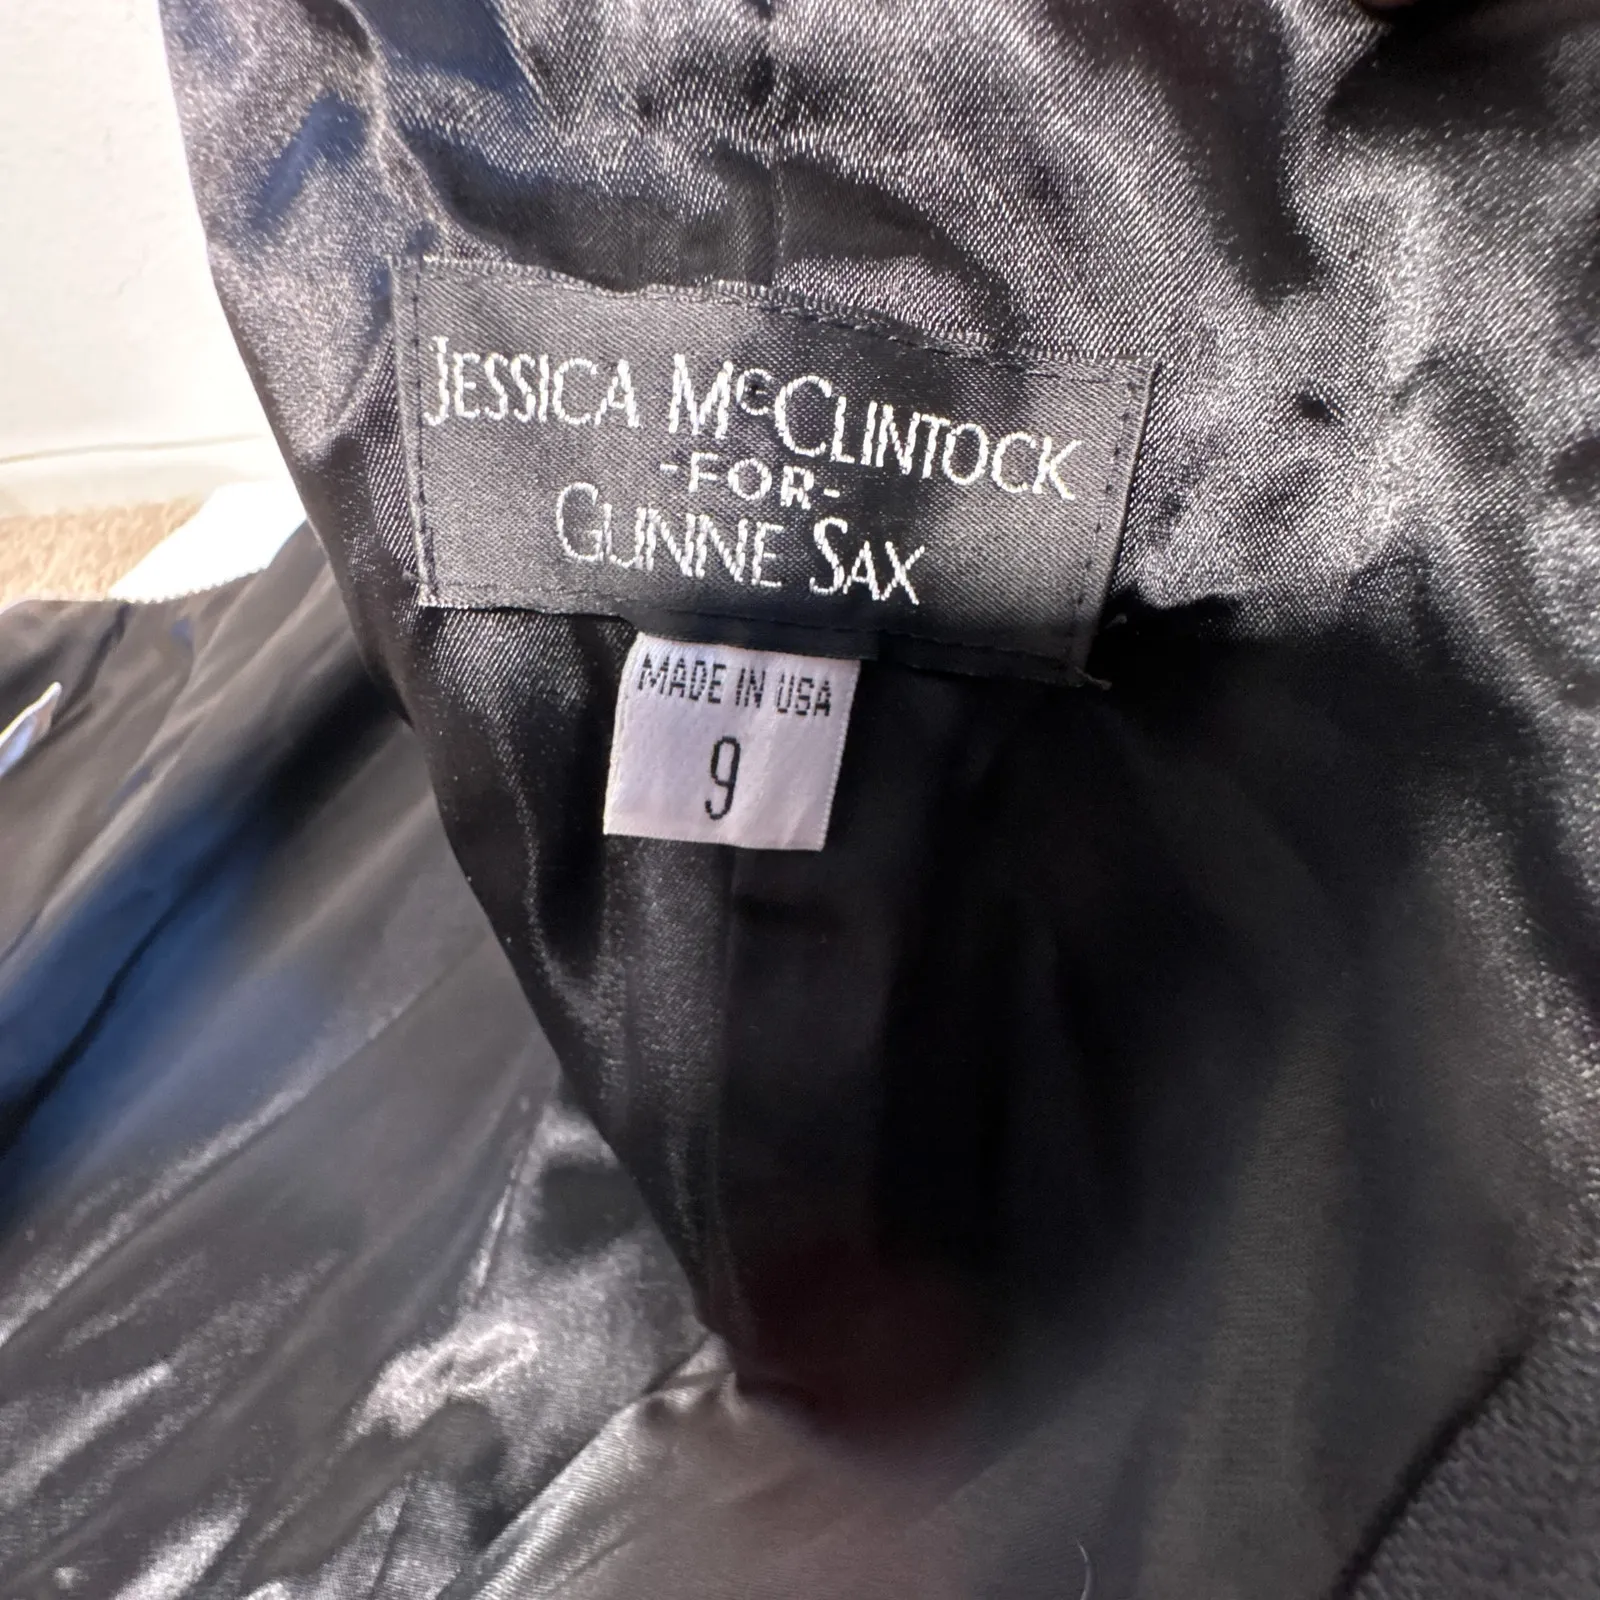 JESSICA McCLINTOCK
-FOR-
GUNNE SAX
MADE IN USA
9